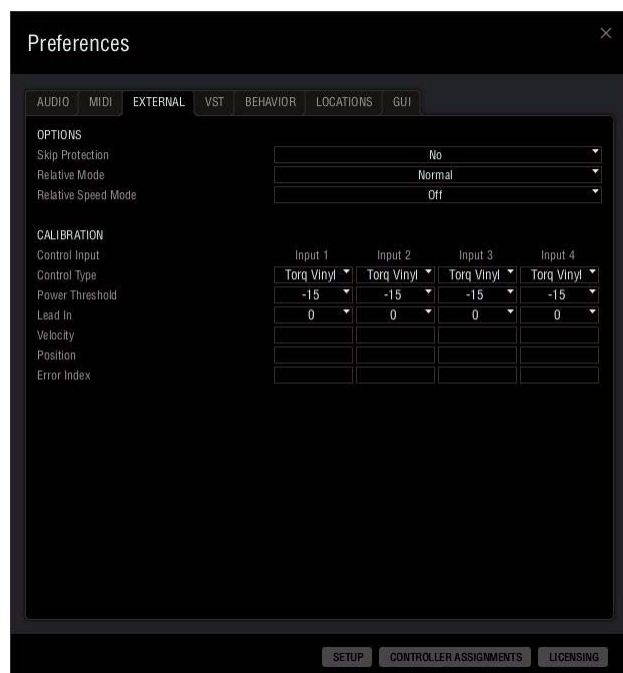 Preferences
AUDIO MIDI EXTERNAL VST BEHAVIOR LOCATIONS GUI
OPTIONS
Skip Protection No
Relative Mode Normal
Relative Speed Mode Off
CALIBRATION
Control Input Input 1 Input 2 Input 3 Input 4
Control Type Torq Vinyl Torq Vinyl Torq Vinyl Torq Vinyl
Power Threshold -15 -15 -15 -15
Lead In 0 0 0 0
Velocity
Position
Error Index
SETUP CONTROLLER ASSIGNMENTS LICENSING